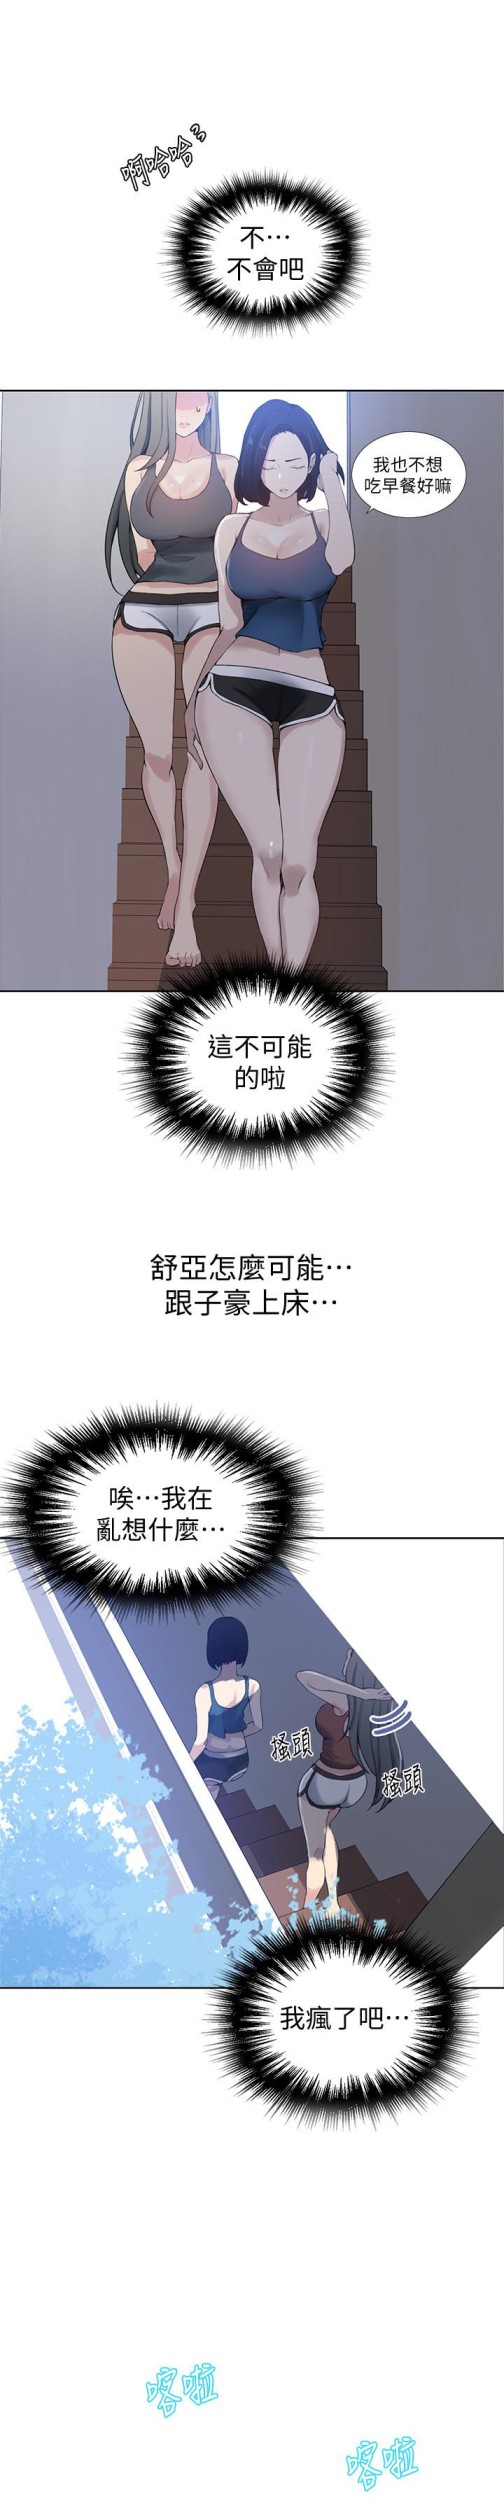 啊哈哈~
不⋯
不會吧
我也不想
吃早餐好嘛
這不可能
的啦
舒亞怎麼可能⋯
跟子豪上床⋯
唉⋯我在
亂想什麼⋯
搔頭
搔頭
我瘋了吧⋯
喀啦
喀啦